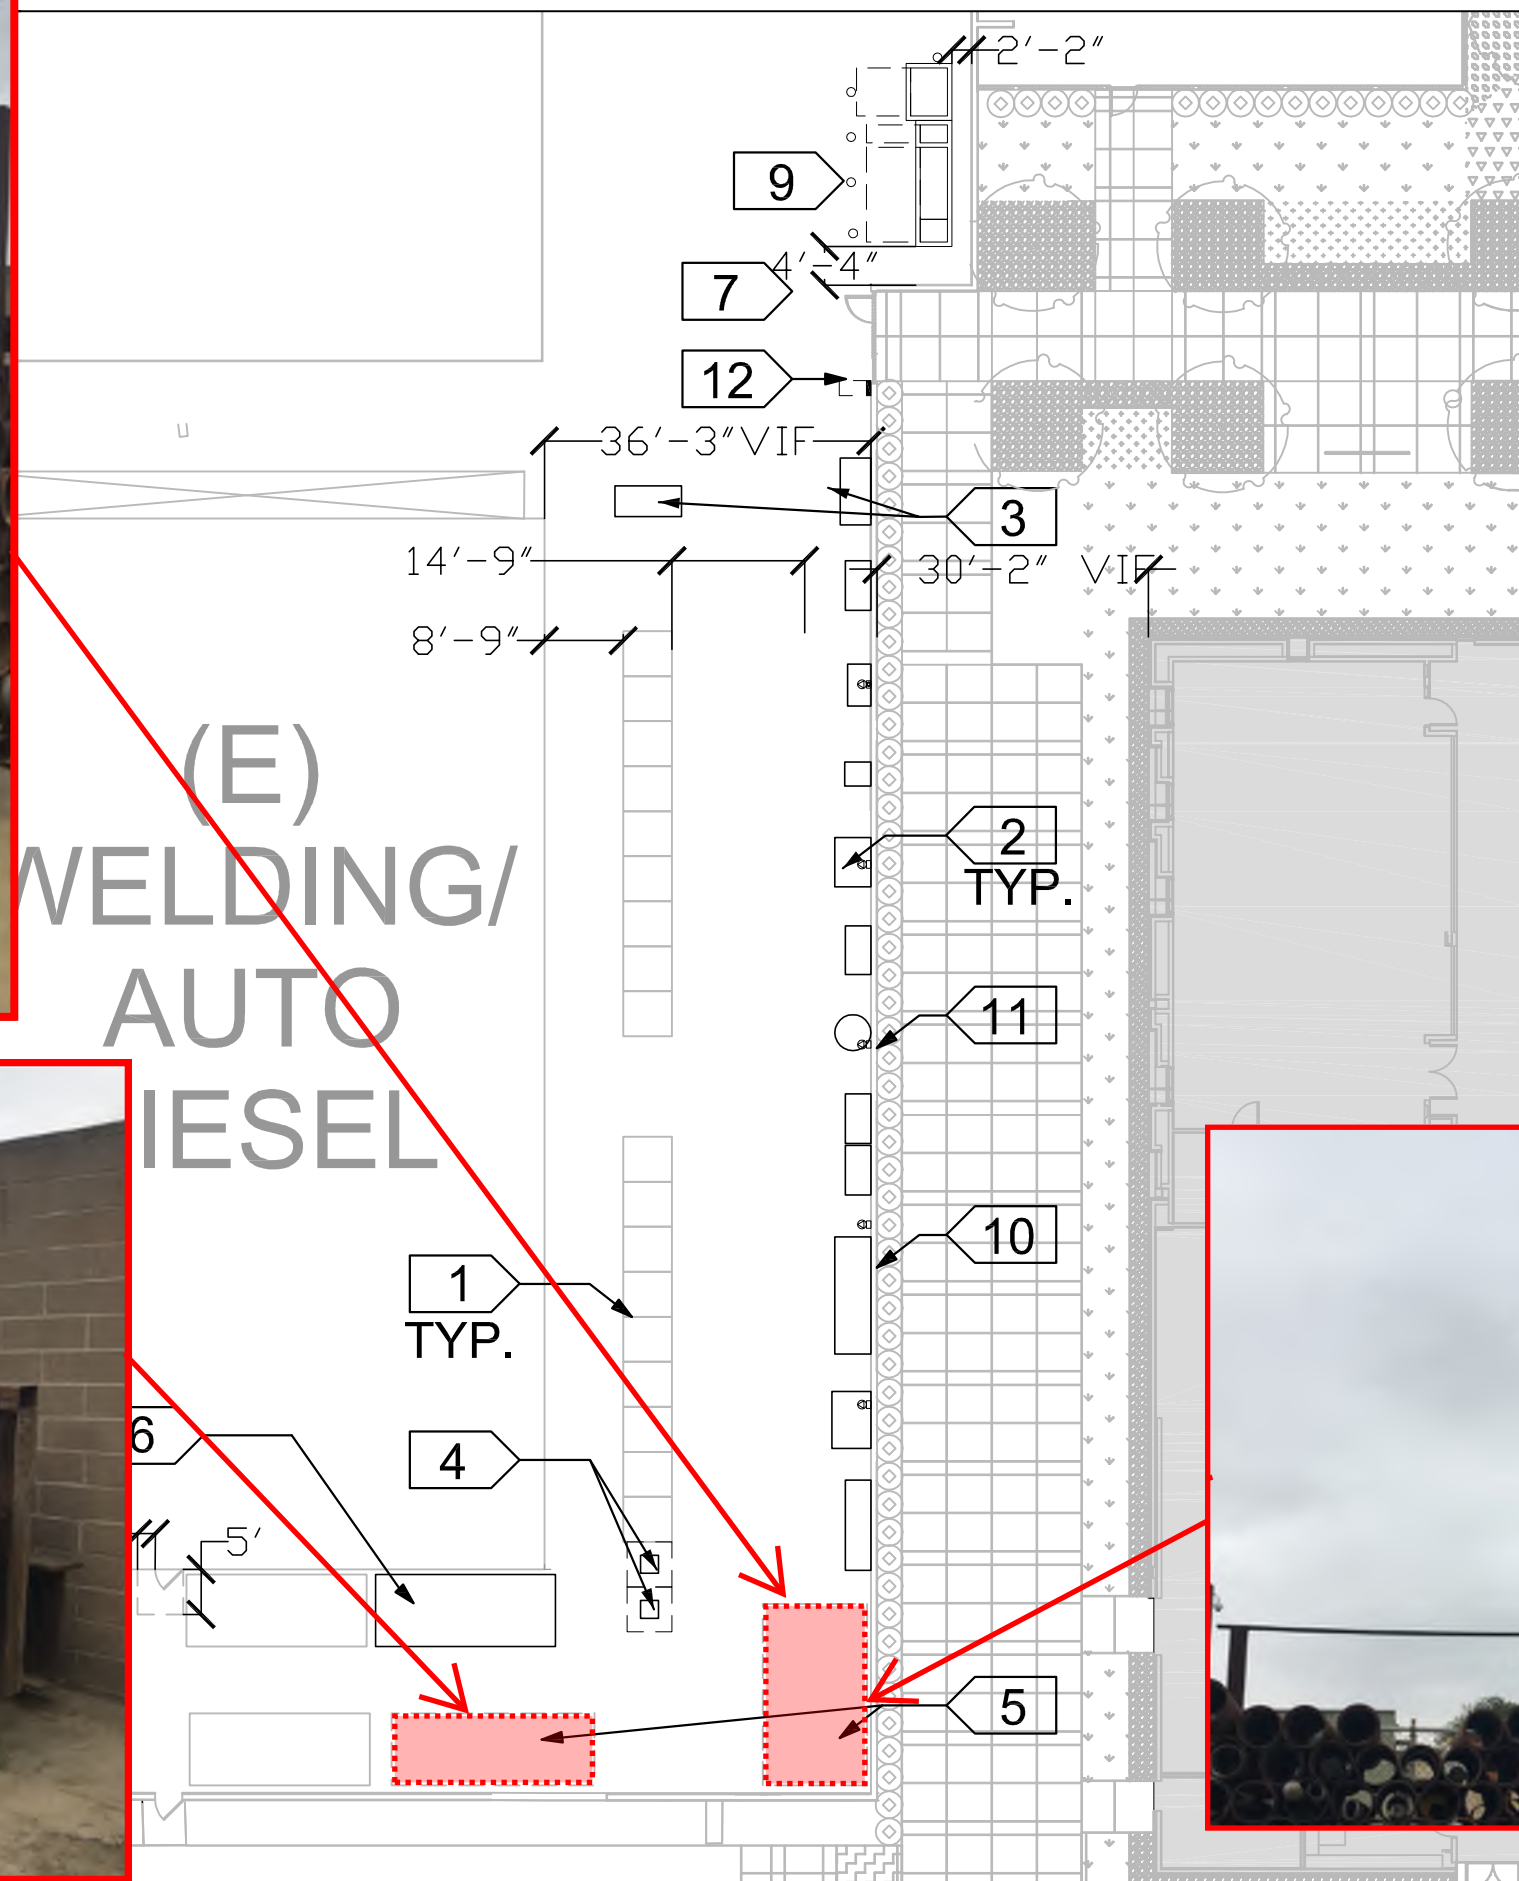 2'-2"
9
4'-4"
7
12
36'-3"VIF
3
14'-9"
30'-2" VIF
8'-9"
(E)
WELDING/
AUTO
IESEL
2
TYP.
11
10
1
TYP.
6
4
5'
5